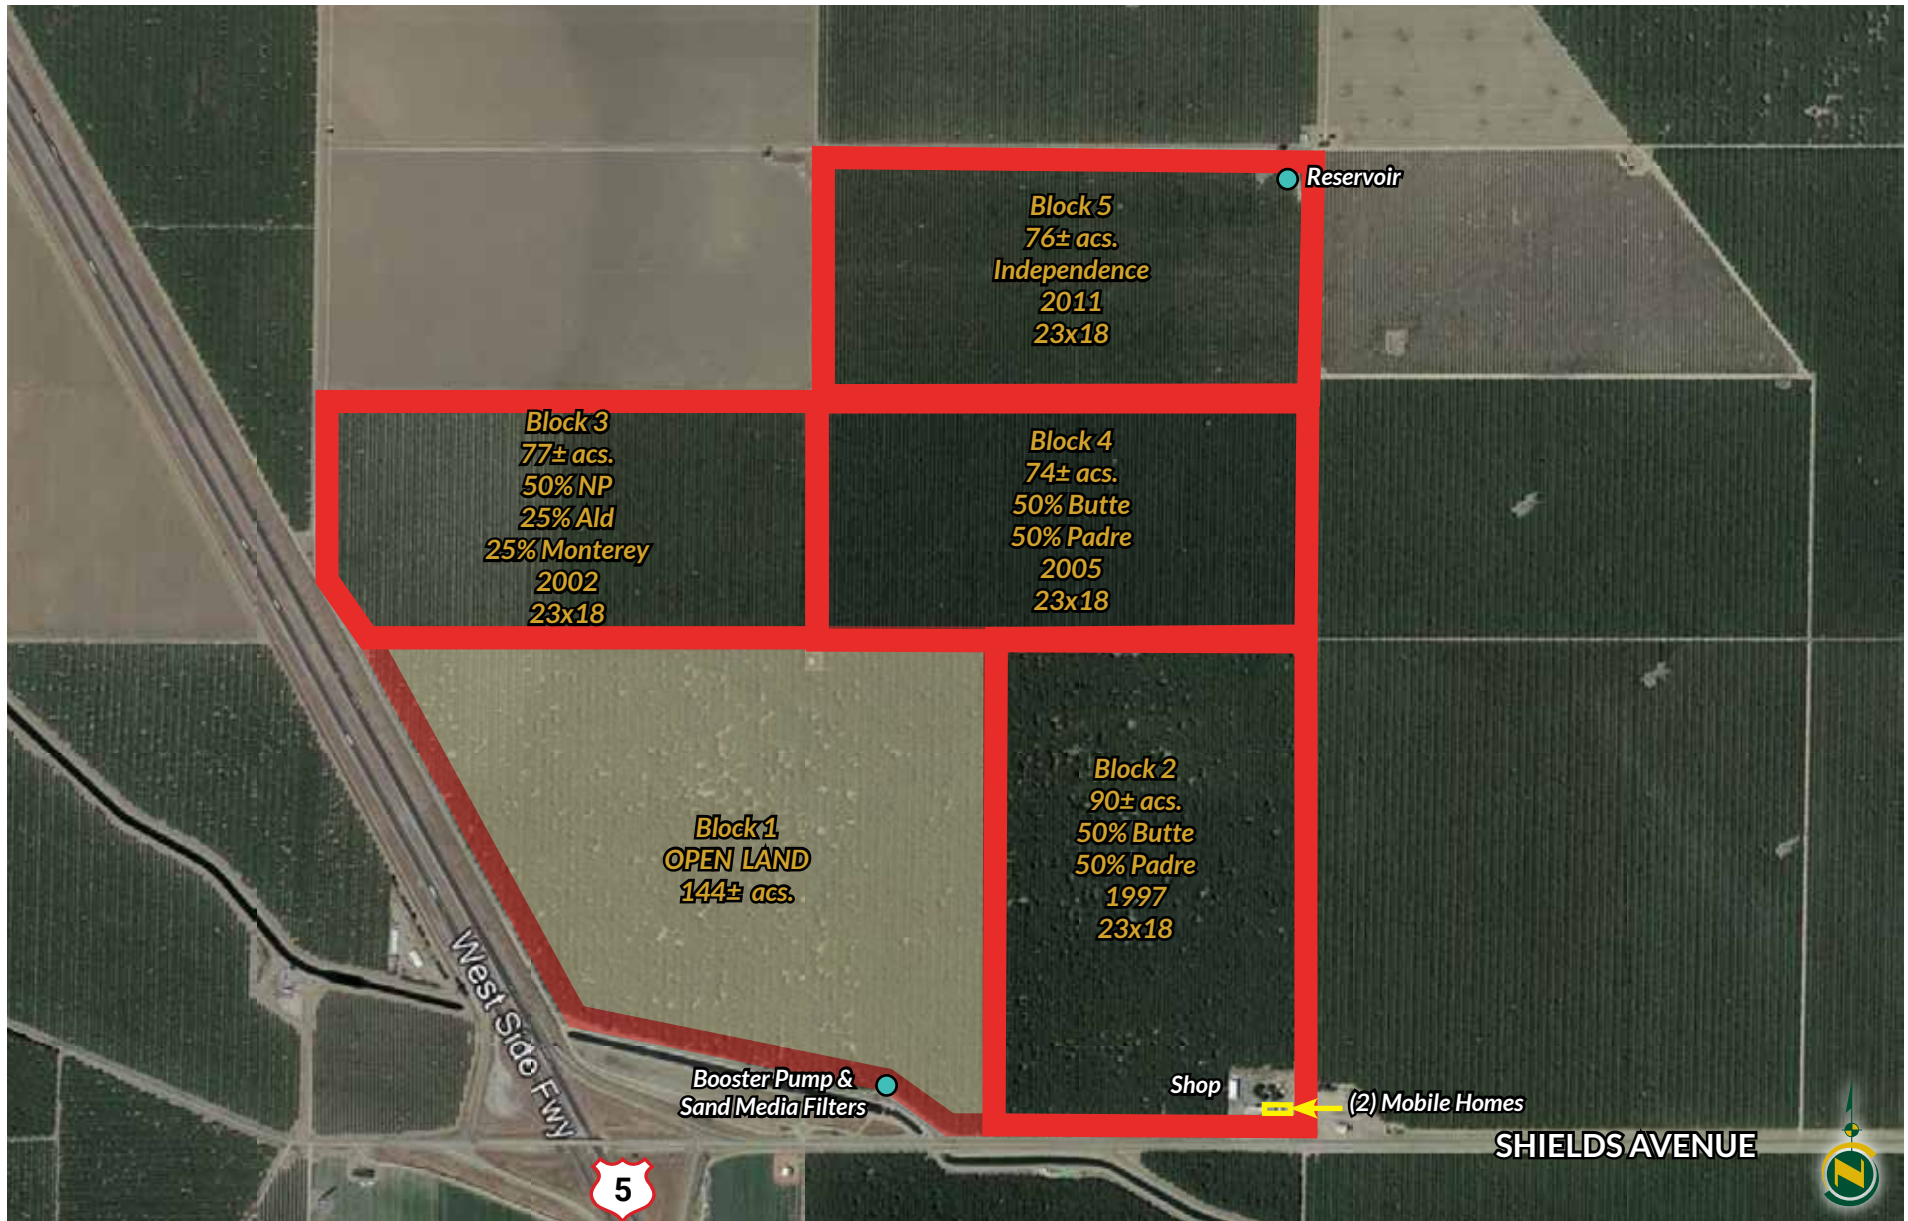 Reservoir
Block 5
76± acs.
Independence
2011
23x18
Block 3
77± acs.
50% NP
25% Ald
25% Monterey
2002
23x18
Block 4
74± acs.
50% Butte
50% Padre
2005
23x18
Block 1
OPEN LAND
144± acs.
Block 2
90± acs.
50% Butte
50% Padre
1997
23x18
West Side Fwy
Booster Pump &
Sand Media Filters
Shop
(2) Mobile Homes
SHIELDS AVENUE
5
N